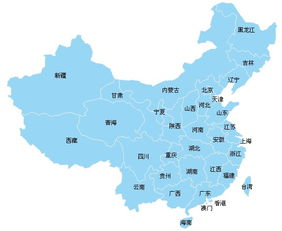 黑龙江
吉林
辽宁
新疆
甘肃
内蒙古
北京
天津
河北
山西
山东
宁夏
青海
陕西
河南
江苏
西藏
安徽
上海
四川
重庆
湖北
浙江
湖南
江西
贵州
福建
云南
广西
广东
台湾
香港
澳门
海南